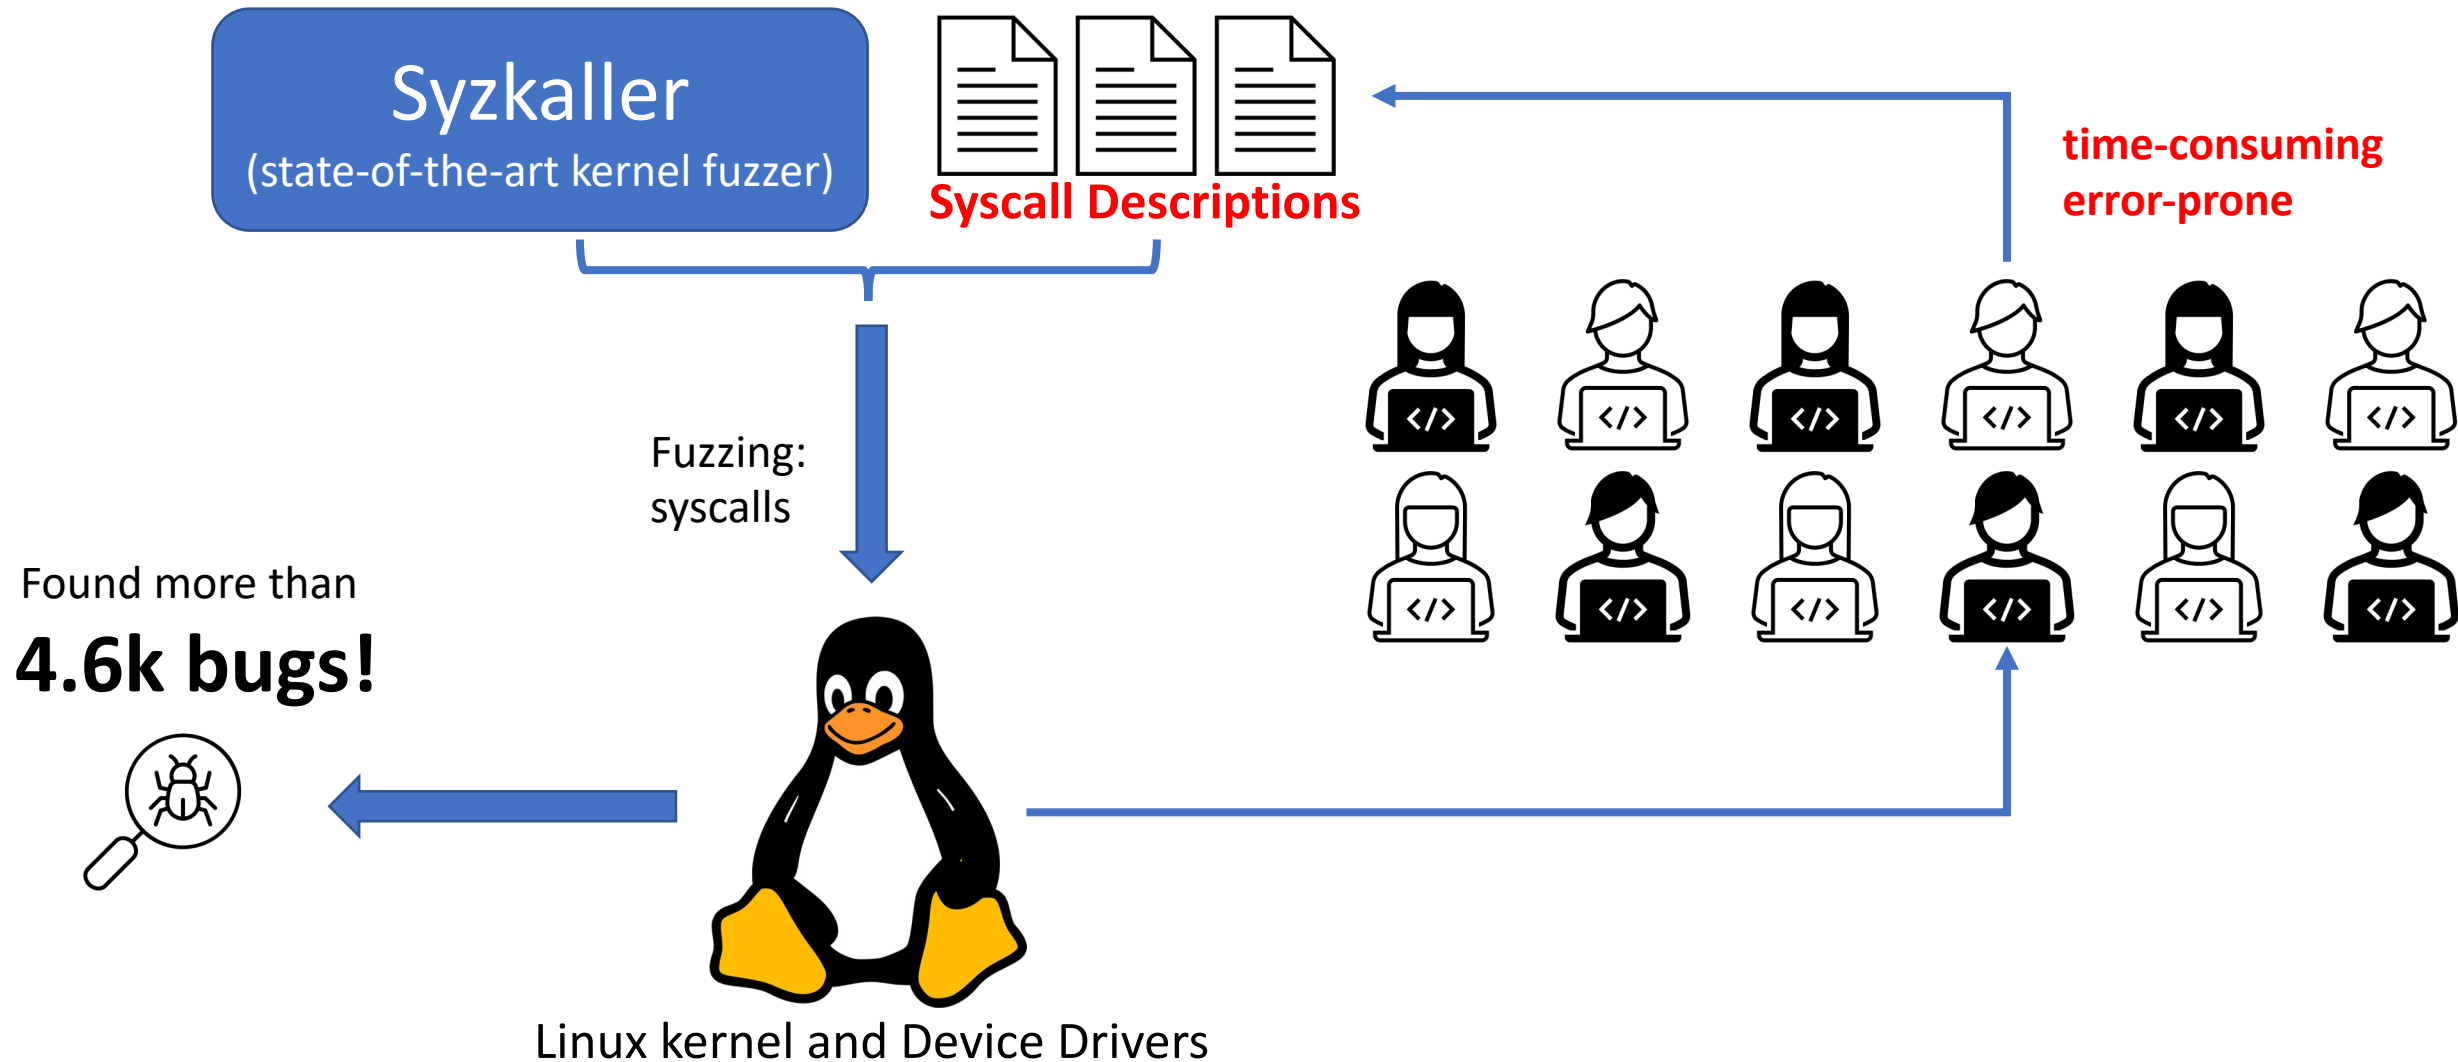 Syzkaller
(state-of-the-art kernel fuzzer)
Syscall Descriptions
time-consuming
error-prone
</>
</>
</>
</>
</>
</>
</>
</>
</>
</>
</>
</>
Fuzzing:
syscalls
Found more than
4.6k bugs!
Linux kernel and Device Drivers